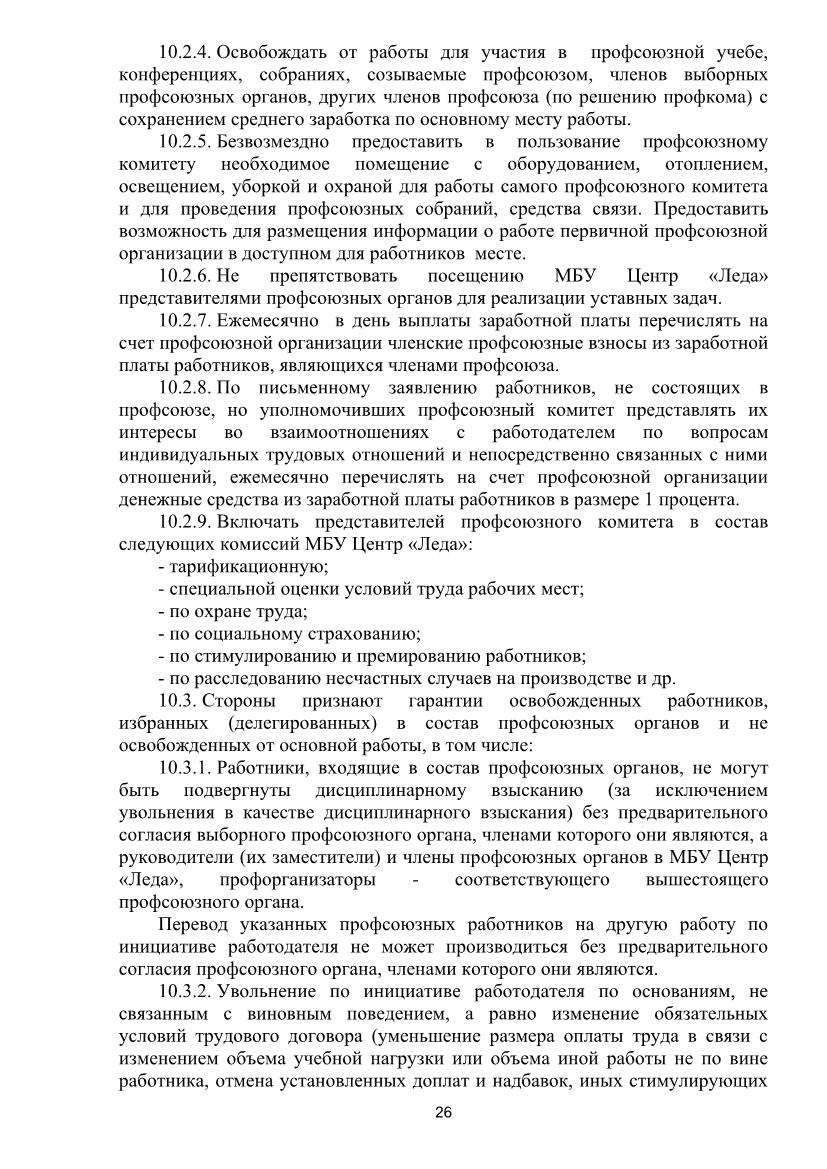 10.2.4. Освобождать от работы для участия в профсоюзной учебе,
конференциях, собраниях, созываемые профсоюзом, членов выборных
профсоюзных органов, других членов профсоюза (по решению профкома) с
сохранением среднего заработка по основному месту работы.
10.2.5. Безвозмездно предоставить в пользование профсоюзному
комитету необходимое помещение с оборудованием, отоплением,
освещением, уборкой и охраной для работы самого профсоюзного комитета
и для проведения профсоюзных собраний, средства связи. Предоставить
возможность для размещения информации о работе первичной профсоюзной
организации в доступном для работников месте.
10.2.6. Не препятствовать посещению МБУ Центр «Леда»
представителями профсоюзных органов для реализации уставных задач.
10.2.7. Ежемесячно в день выплаты заработной платы перечислять на
счет профсоюзной организации членские профсоюзные взносы из заработной
платы работников, являющихся членами профсоюза.
10.2.8. По письменному заявлению работников, не состоящих в
профсоюзе, но уполномочивших профсоюзный комитет представлять их
интересы во взаимоотношениях с работодателем по вопросам
индивидуальных трудовых отношений и непосредственно связанных с ними
отношений, ежемесячно перечислять на счет профсоюзной организации
денежные средства из заработной платы работников в размере 1 процента.
10.2.9. Включать представителей профсоюзного комитета в состав
следующих комиссий МБУ Центр «Леда»:
- тарификационную;
- специальной оценки условий труда рабочих мест;
- по охране труда;
- по социальному страхованию;
- по стимулированию и премированию работников;
- по расследованию несчастных случаев на производстве и др.
10.3. Стороны признают гарантии освобожденных работников,
избранных (делегированных) в состав профсоюзных органов и не
освобожденных от основной работы, в том числе:
10.3.1. Работники, входящие в состав профсоюзных органов, не могут
быть подвергнуты дисциплинарному взысканию (за исключением
увольнения в качестве дисциплинарного взыскания) без предварительного
согласия выборного профсоюзного органа, членами которого они являются, а
руководители (их заместители) и члены профсоюзных органов в МБУ Центр
«Леда», профорганизаторы - соответствующего вышестоящего
профсоюзного органа.
Перевод указанных профсоюзных работников на другую работу по
инициативе работодателя не может производиться без предварительного
согласия профсоюзного органа, членами которого они являются.
10.3.2. Увольнение по инициативе работодателя по основаниям, не
связанным с виновным поведением, а равно изменение обязательных
условий трудового договора (уменьшение размера оплаты труда в связи с
изменением объема учебной нагрузки или объема иной работы не по вине
работника, отмена установленных доплат и надбавок, иных стимулирующих
26